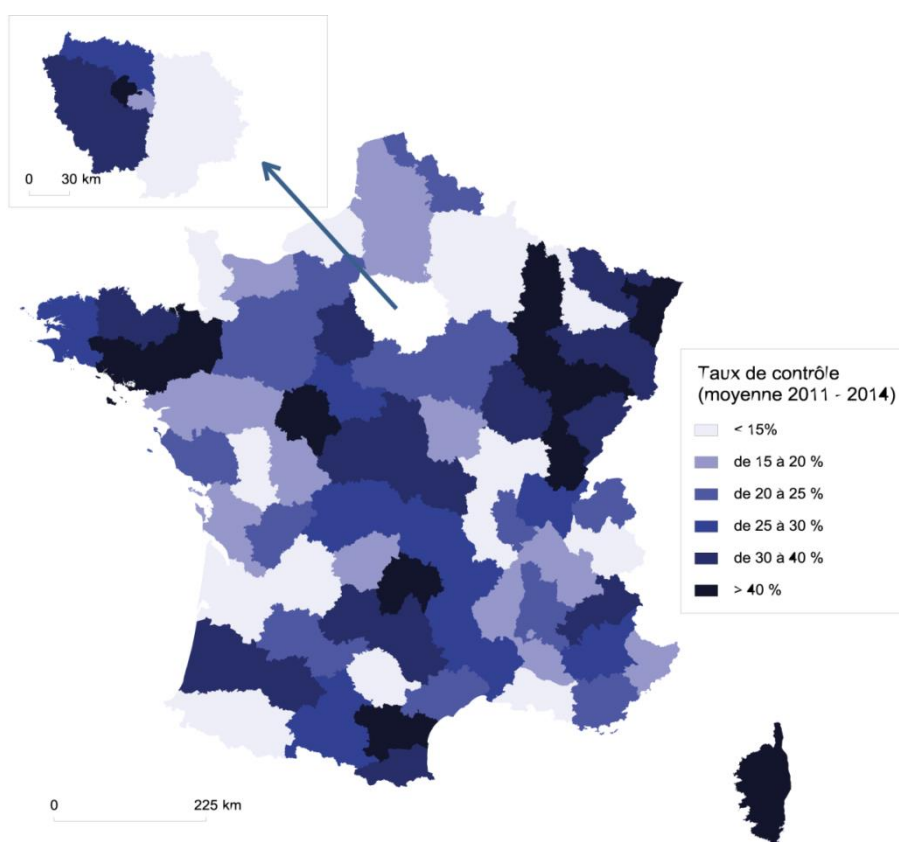 0 30 km
Taux de contrôle
(moyenne 2011 - 2014)
< 15%
de 15 à 20 %
de 20 à 25 %
de 25 à 30 %
de 30 à 40 %
> 40 %
0 225 km